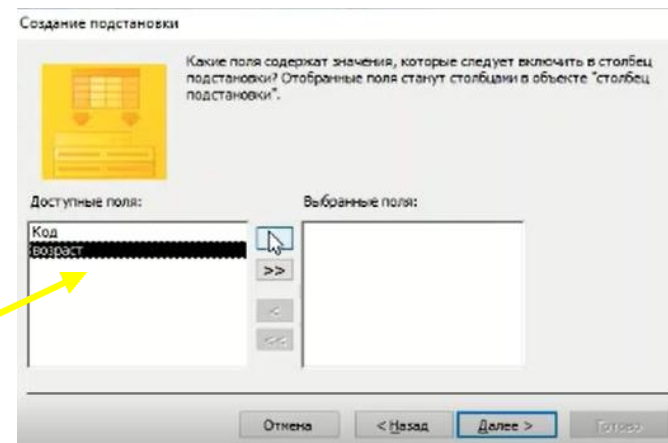 Создание подстановки
Какие поля содержат значения, которые следует включить в столбец
подстановки? Отобранные поля станут столбцами в объекте "столбец
подстановки".
Доступные поля:
Выбранные поля:
Код
возраст
>>
<
<<
Отмена
< Назад
Далее >
Готово